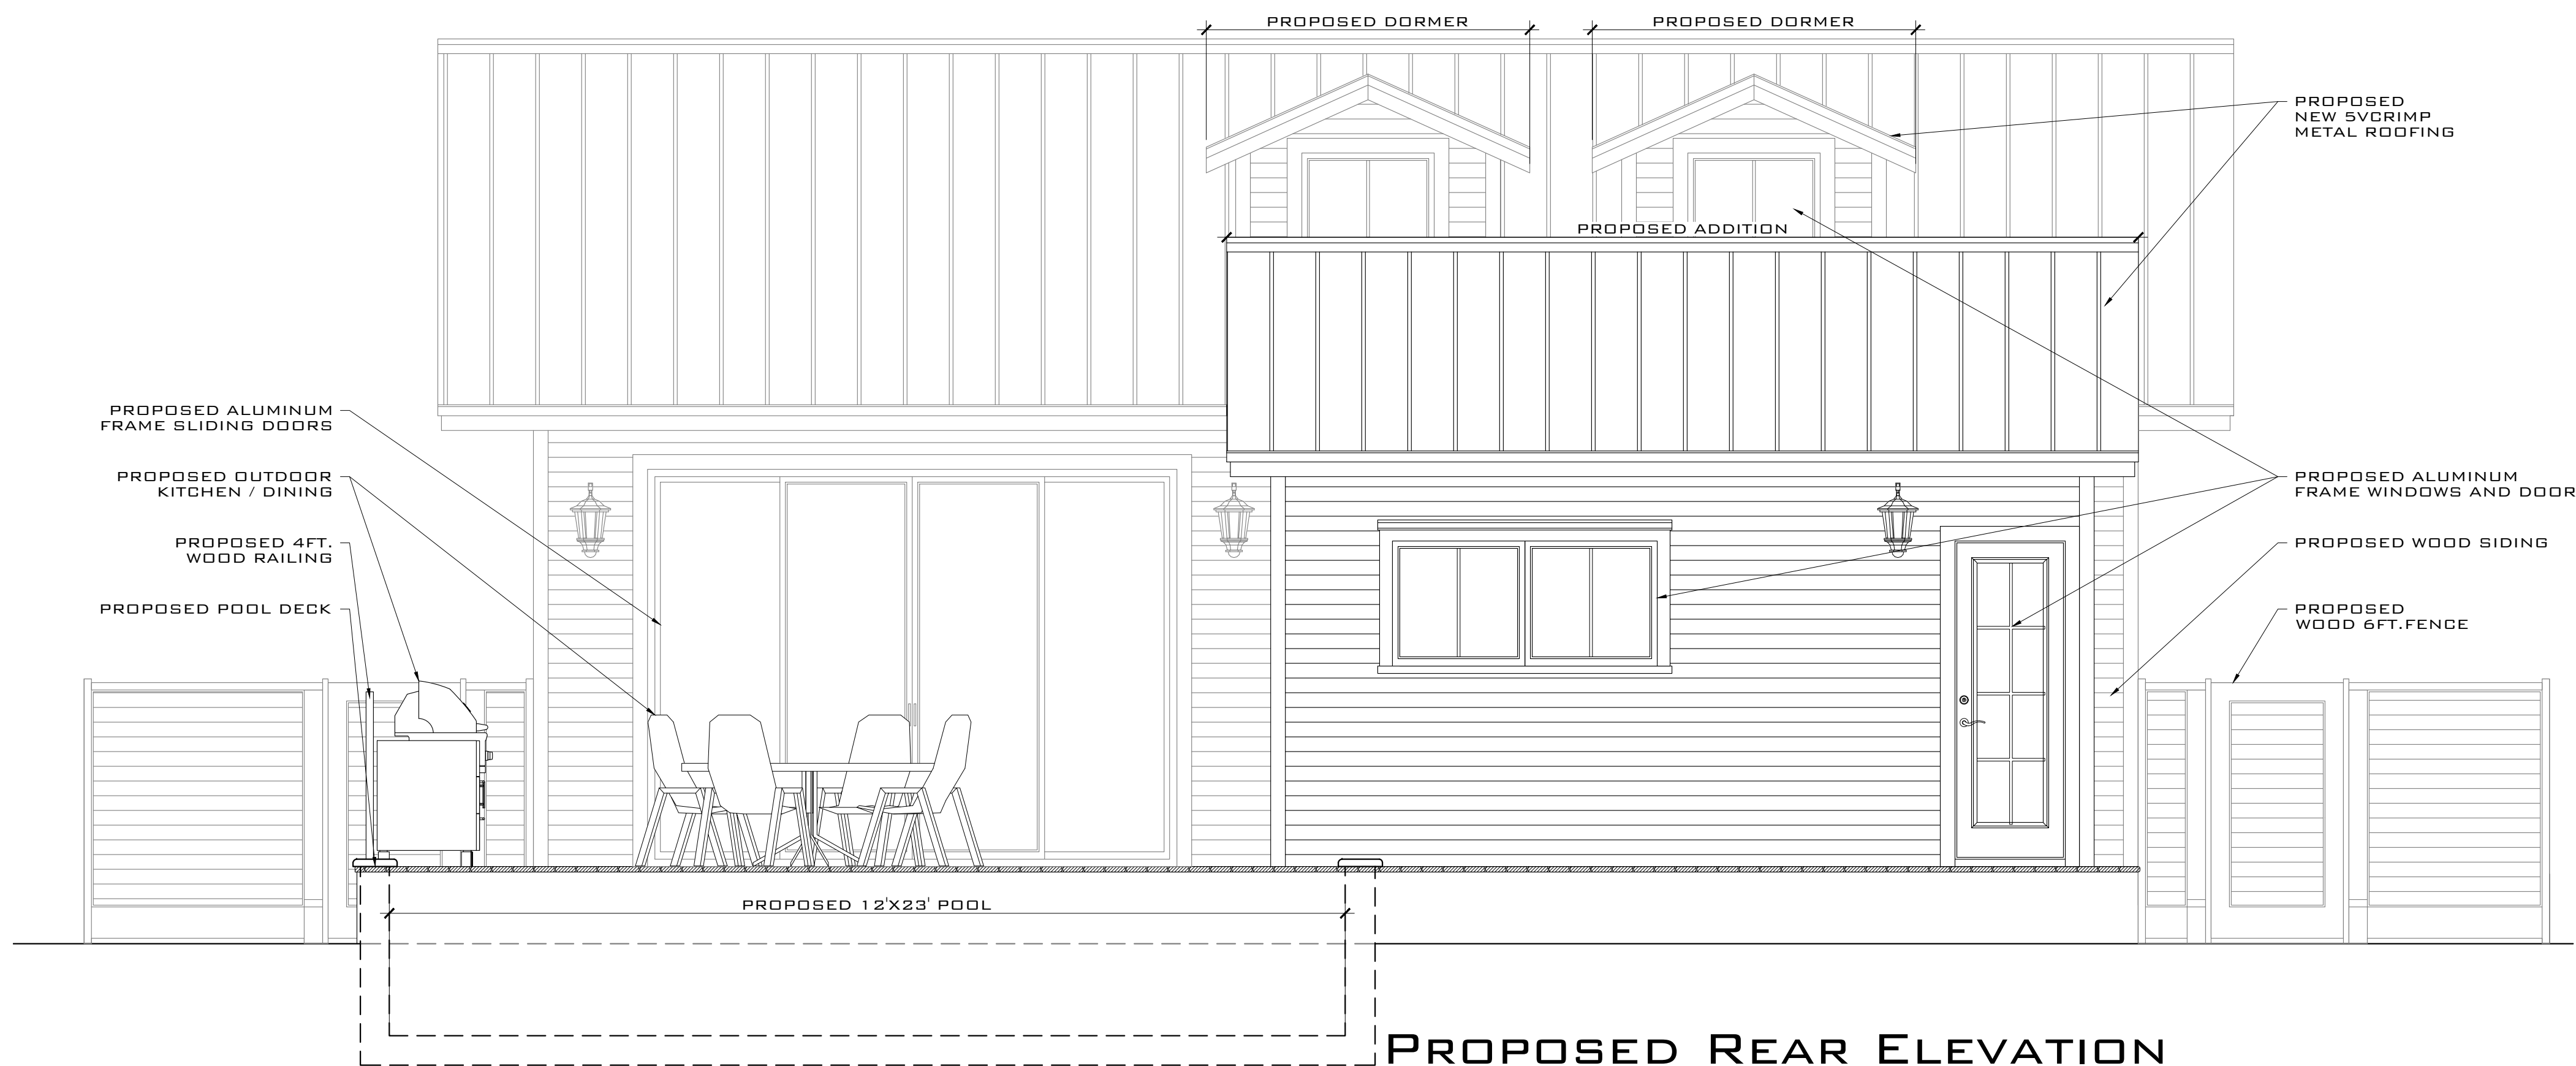 PROPOSED DORMER
PROPOSED DORMER
PROPOSED
NEW 5VCRIMP
METAL ROOFING
PROPOSED ADDITION
PROPOSED ALUMINUM
FRAME SLIDING DOORS
PROPOSED OUTDOOR
KITCHEN / DINING
PROPOSED 4FT.
WOOD RAILING
PROPOSED POOL DECK
PROPOSED ALUMINUM
FRAME WINDOWS AND DOOR
PROPOSED WOOD SIDING
PROPOSED
WOOD 6FT.FENCE
PROPOSED 12'X23' POOL
PROPOSED REAR ELEVATION